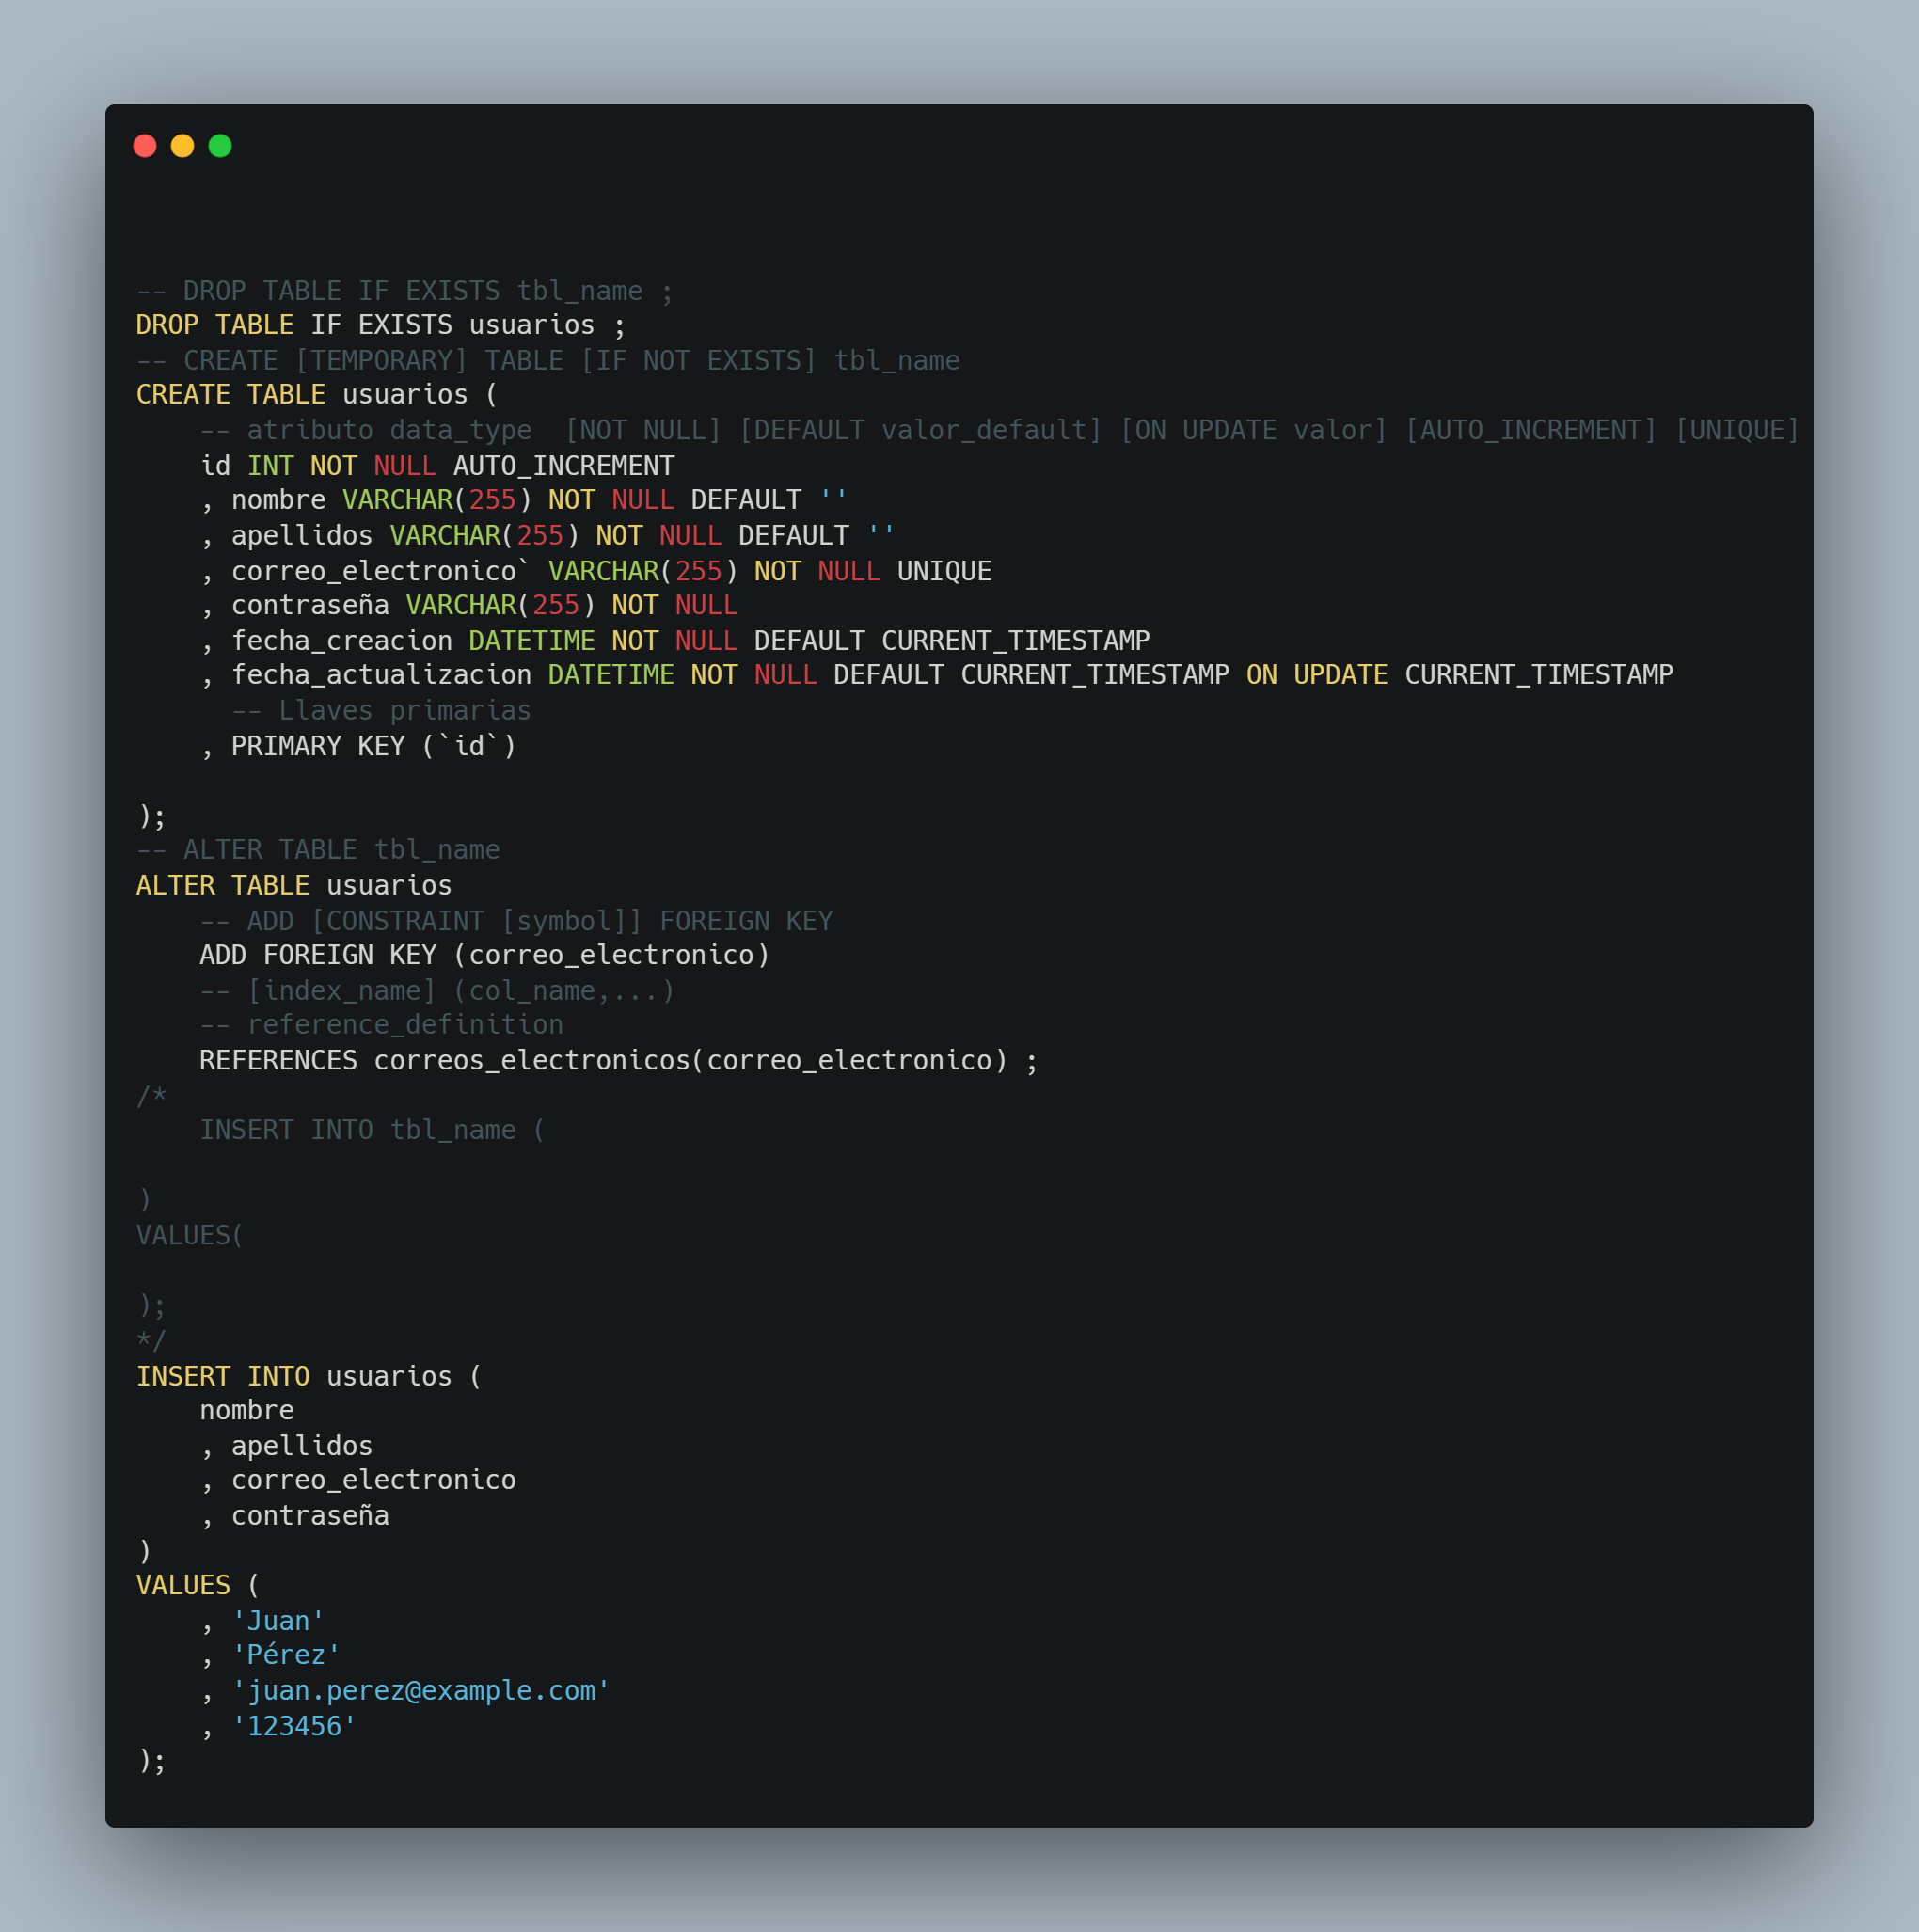 -- DROP TABLE IF EXISTS tbl_name ;
DROP TABLE IF EXISTS usuarios ;
-- CREATE [TEMPORARY] TABLE [IF NOT EXISTS] tbl_name
CREATE TABLE usuarios (
    -- atributo data_type  [NOT NULL] [DEFAULT valor_default] [ON UPDATE valor] [AUTO_INCREMENT] [UNIQUE]
    id INT NOT NULL AUTO_INCREMENT
    , nombre VARCHAR(255) NOT NULL DEFAULT ''
    , apellidos VARCHAR(255) NOT NULL DEFAULT ''
    , correo_electronico` VARCHAR(255) NOT NULL UNIQUE
    , contraseña VARCHAR(255) NOT NULL
    , fecha_creacion DATETIME NOT NULL DEFAULT CURRENT_TIMESTAMP
    , fecha_actualizacion DATETIME NOT NULL DEFAULT CURRENT_TIMESTAMP ON UPDATE CURRENT_TIMESTAMP
      -- Llaves primarias
    , PRIMARY KEY (`id`)

);
-- ALTER TABLE tbl_name
ALTER TABLE usuarios
    -- ADD [CONSTRAINT [symbol]] FOREIGN KEY
    ADD FOREIGN KEY (correo_electronico)
    -- [index_name] (col_name,...)
    -- reference_definition
    REFERENCES correos_electronicos(correo_electronico) ;
/*
    INSERT INTO tbl_name (

)
VALUES(

);
*/
INSERT INTO usuarios (
    nombre
    , apellidos
    , correo_electronico
    , contraseña
)
VALUES (
    , 'Juan'
    , 'Pérez'
    , 'juan.perez@example.com'
    , '123456'
);